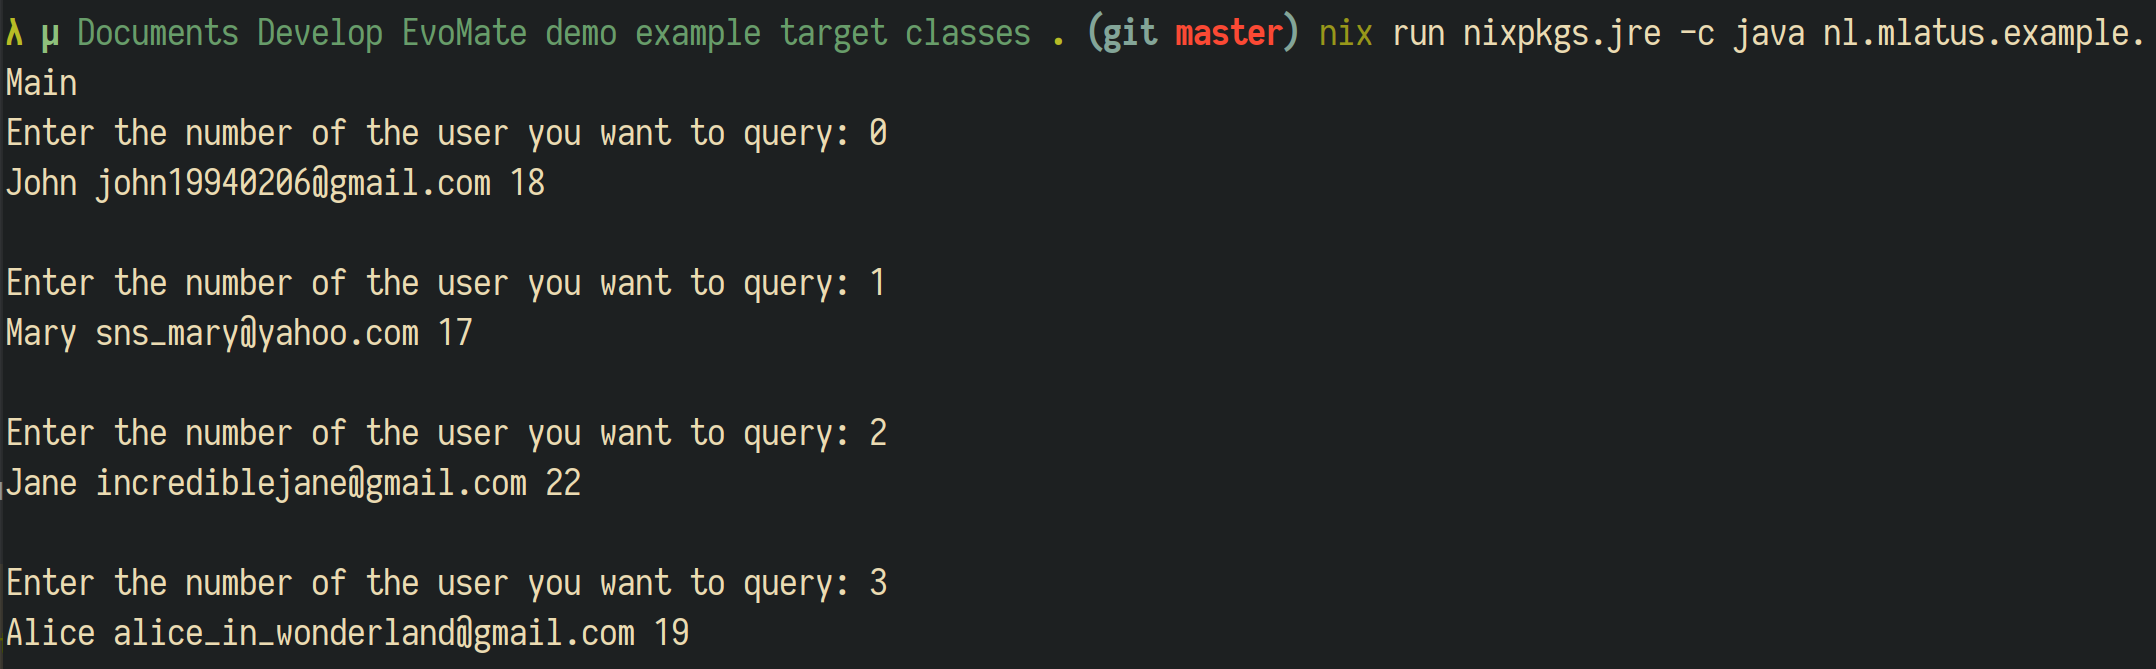 λ µ Documents Develop EvoMate demo example target classes . (git master) nix run nixpkgs.jre -c java nl.mlatus.example.
Main
Enter the number of the user you want to query: 0
John john19940206@gmail.com 18
Enter the number of the user you want to query: 1
Mary sns_mary@yahoo.com 17
Enter the number of the user you want to query: 2
Jane incrediblejane@gmail.com 22
Enter the number of the user you want to query: 3
Alice alice_in_wonderland@gmail.com 19